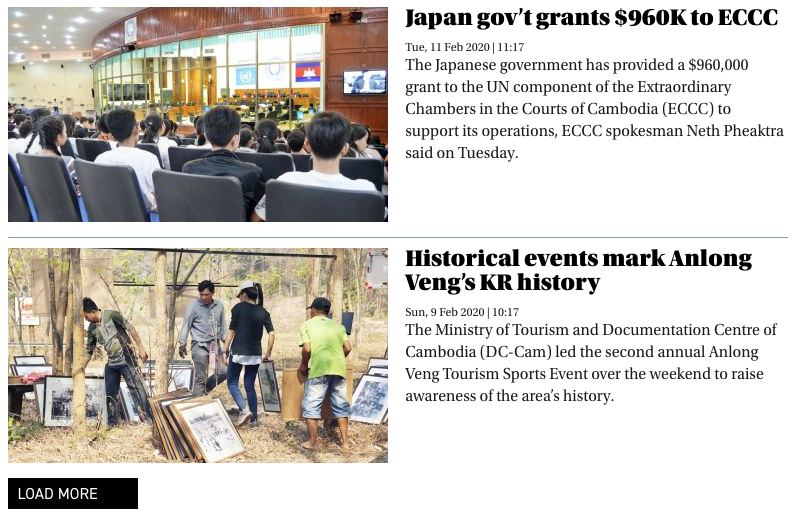 Japan gov't grants $960K to ECCC
Tue, 11 Feb 2020 | 11:17
The Japanese government has provided a $960,000
grant to the UN component of the Extraordinary
Chambers in the Courts of Cambodia (ECCC) to
support its operations, ECCC spokesman Neth Pheaktra
said on Tuesday.
Historical events mark Anlong
Veng's KR history
Sun, 9 Feb 2020 | 10:17
The Ministry of Tourism and Documentation Centre of
Cambodia (DC-Cam) led the second annual Anlong
Veng Tourism Sports Event over the weekend to raise
awareness of the area's history.
LOAD MORE